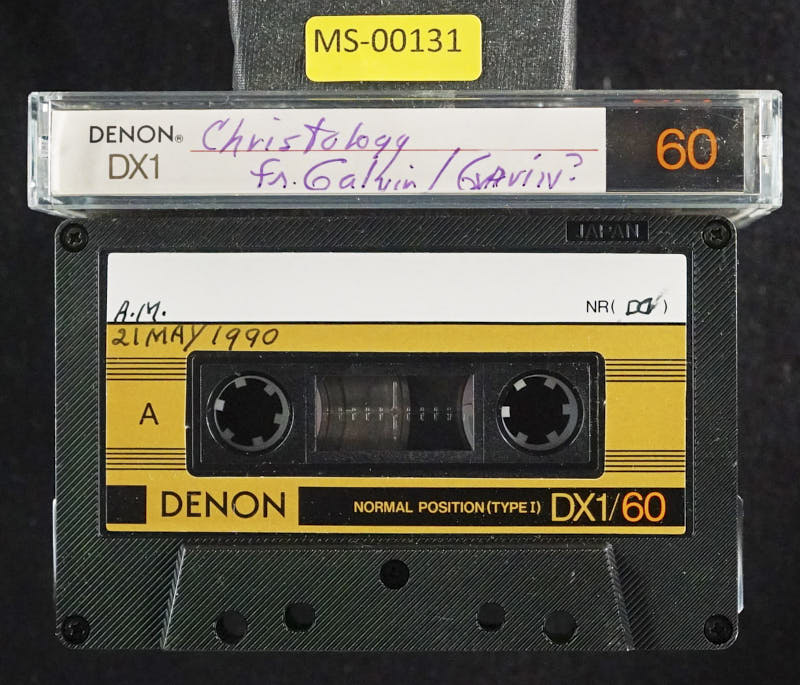 MS-00131
DENON®
DX1
Christology
Fr. Galvin / GAVIN?
60
JAPAN
A.M.
NR( )
21 MAY 1990
A
DENON
NORMAL POSITION (TYPE I)
DX1/60